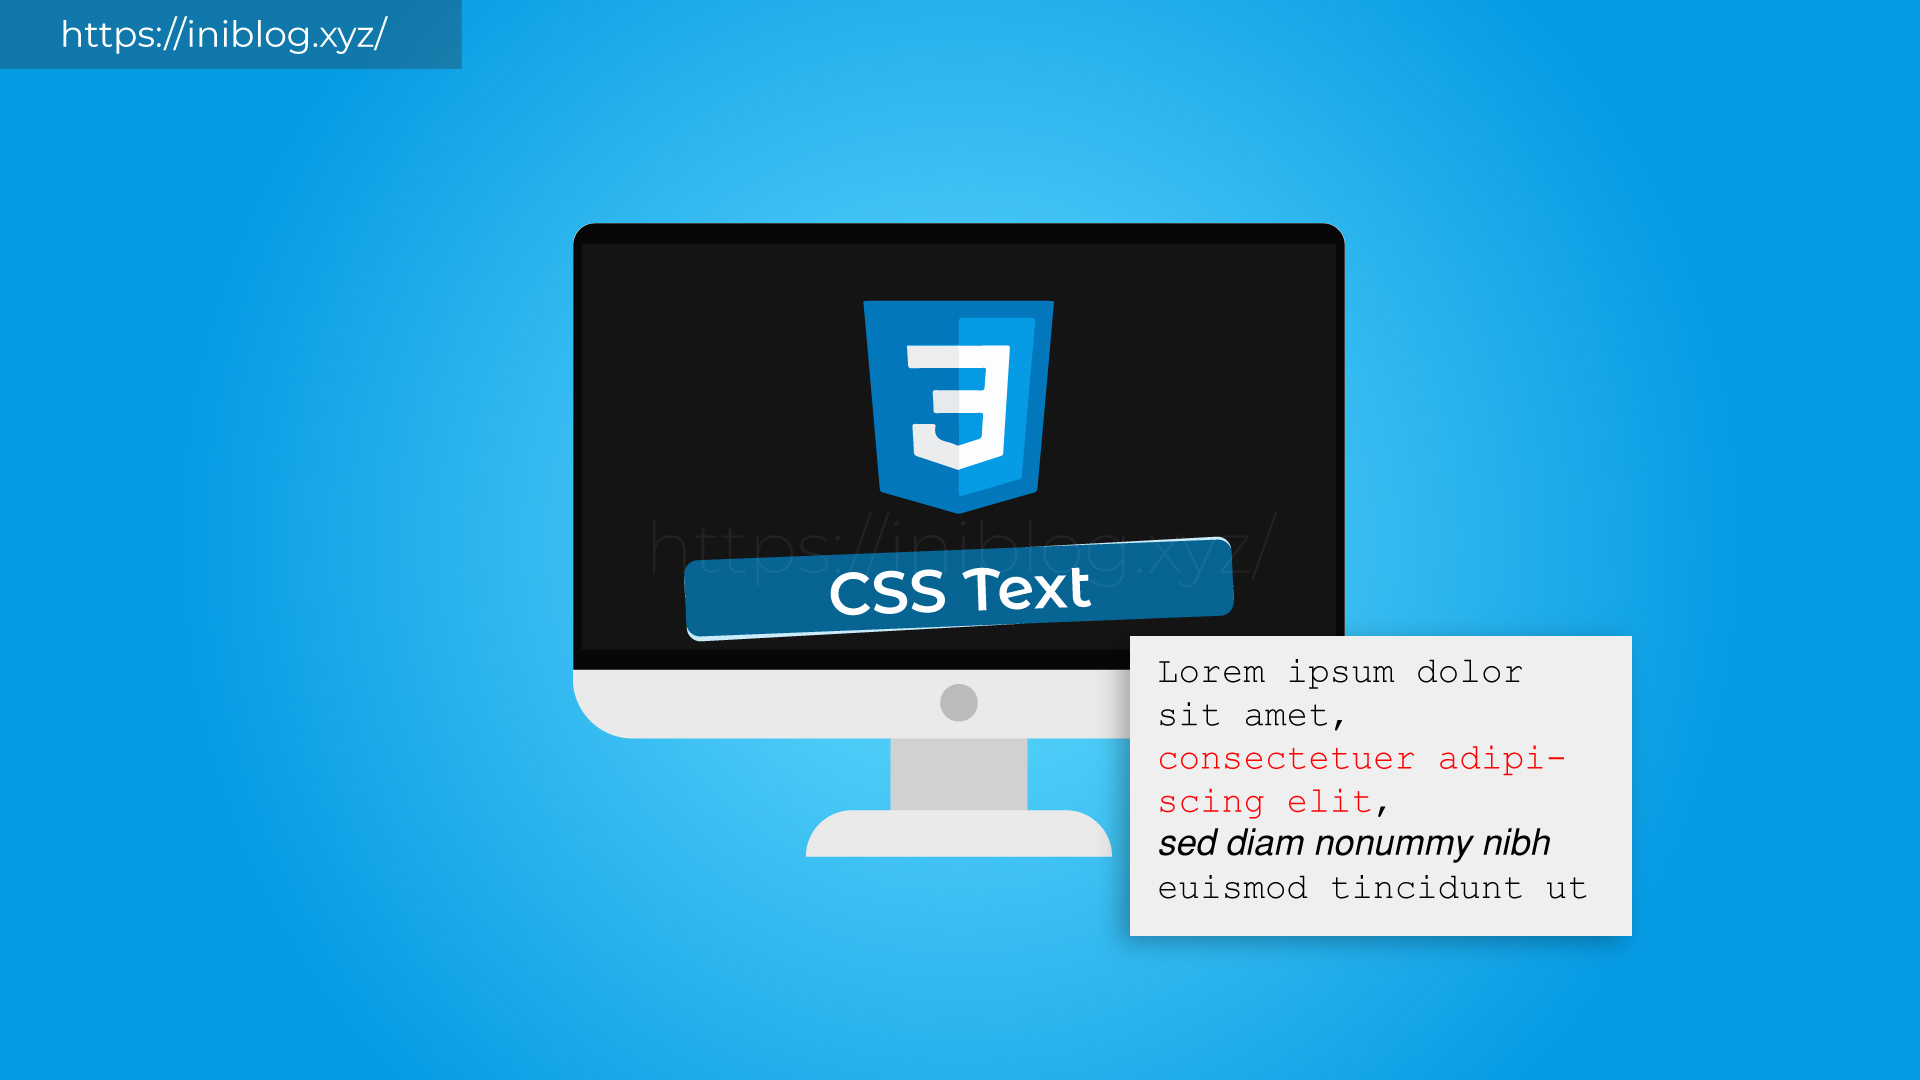 https://iniblog.xyz/
3
https://iniblog.xyz/
CSS Text
Lorem ipsum dolor
sit amet,
consectetuer adipi-
scing elit,
sed diam nonummy nibh
euismod tincidunt ut